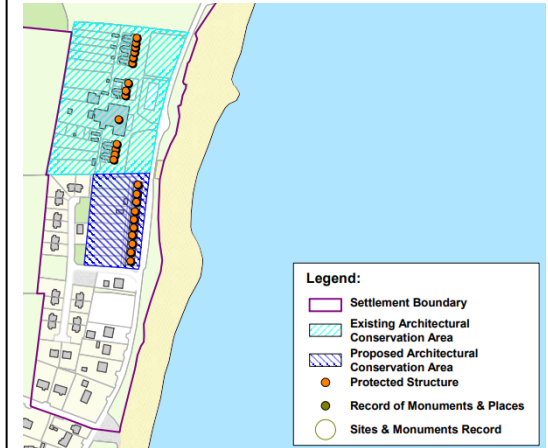 Legend:
Settlement Boundary
Existing Architectural
Conservation Area
Proposed Architectural
Conservation Area
Protected Structure
Record of Monuments & Places
Sites & Monuments Record